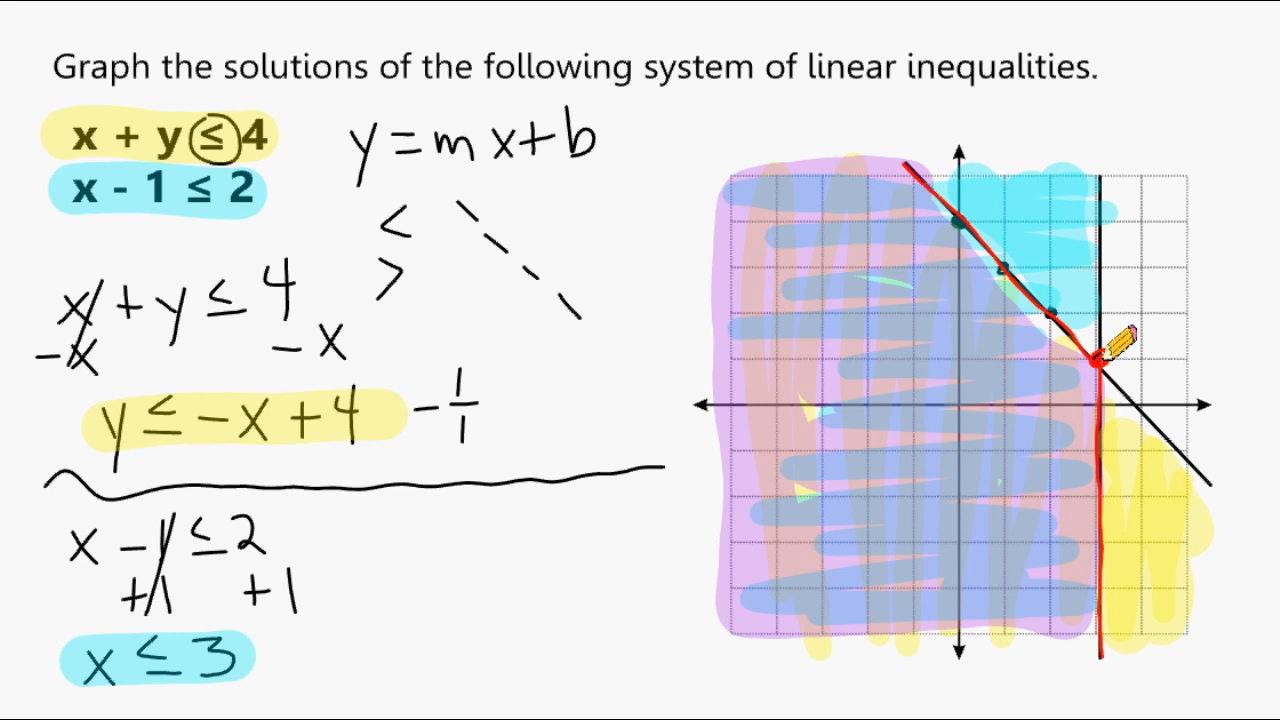 Graph the solutions of the following system of linear inequalities.
x + y ≤ 4
x - 1 ≤ 2
y = mx + b
<
>
x + y ≤ 4
-x -x
y ≤ -x + 4 - 1/1
x - 1 ≤ 2
+1 +1
x ≤ 3